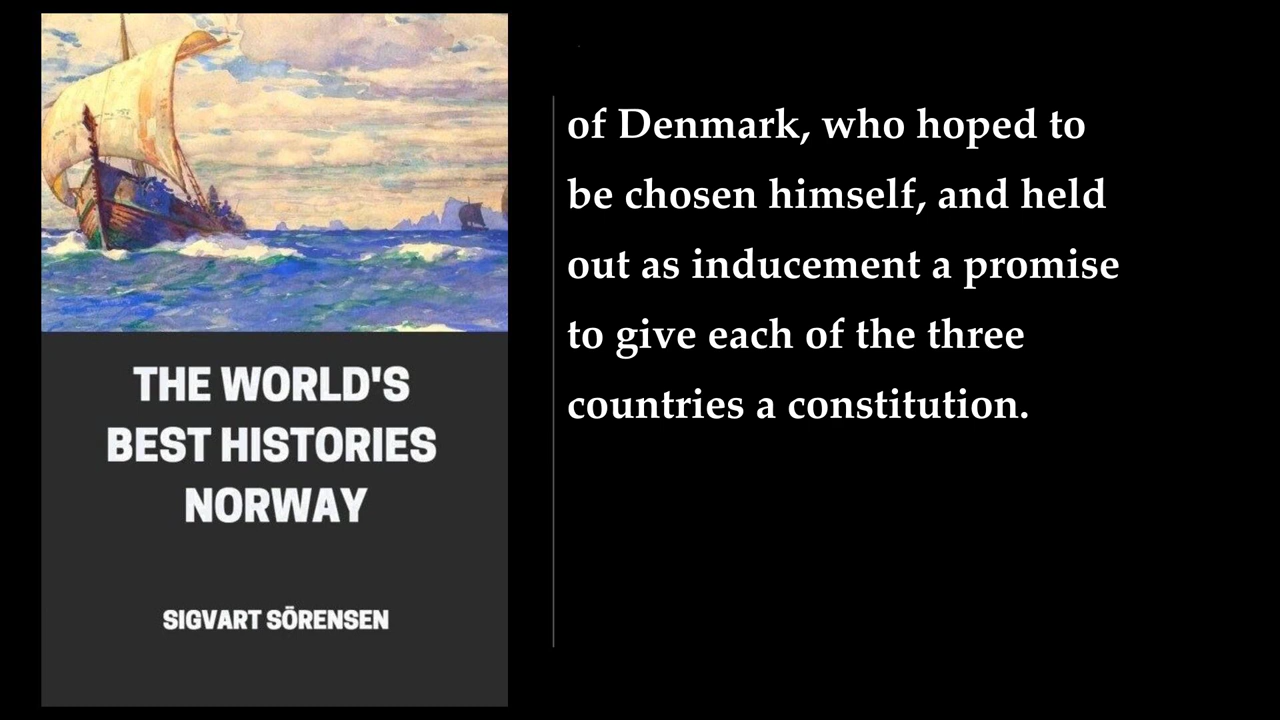 THE WORLD'S
BEST HISTORIES
NORWAY
SIGVART SÖRENSEN
of Denmark, who hoped to
be chosen himself, and held
out as inducement a promise
to give each of the three
countries a constitution.